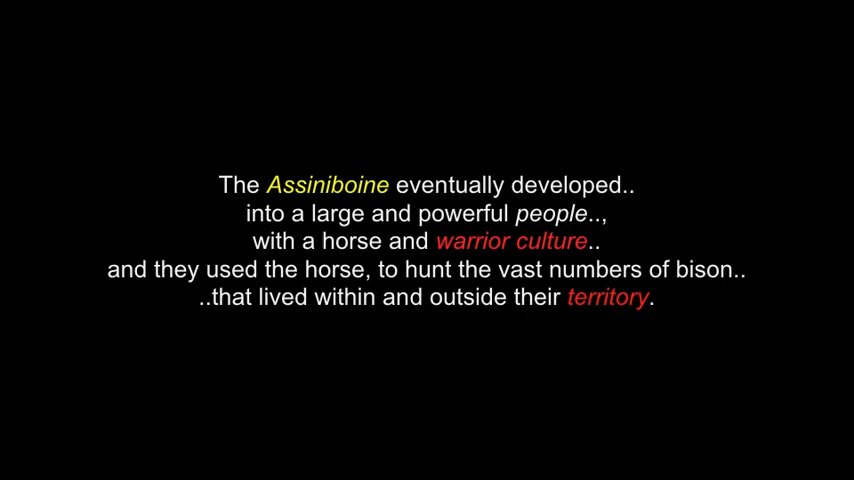 The Assiniboine eventually developed..
into a large and powerful people..,
with a horse and warrior culture..
and they used the horse, to hunt the vast numbers of bison..
..that lived within and outside their territory.